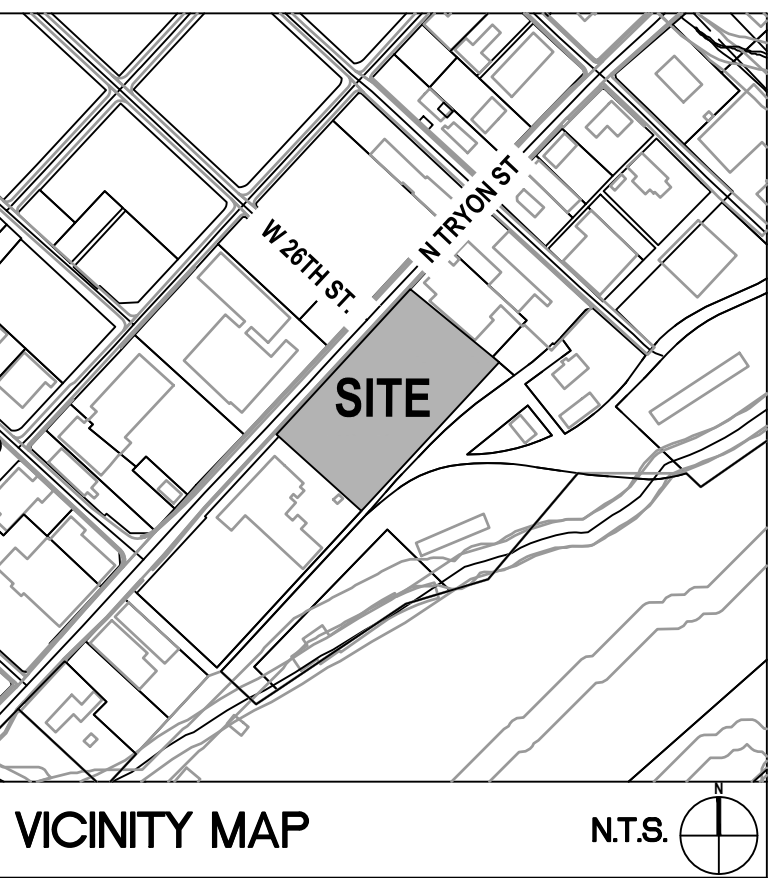 N TRYON ST
W 26TH ST.
SITE
VICINITY MAP
N.T.S.
N